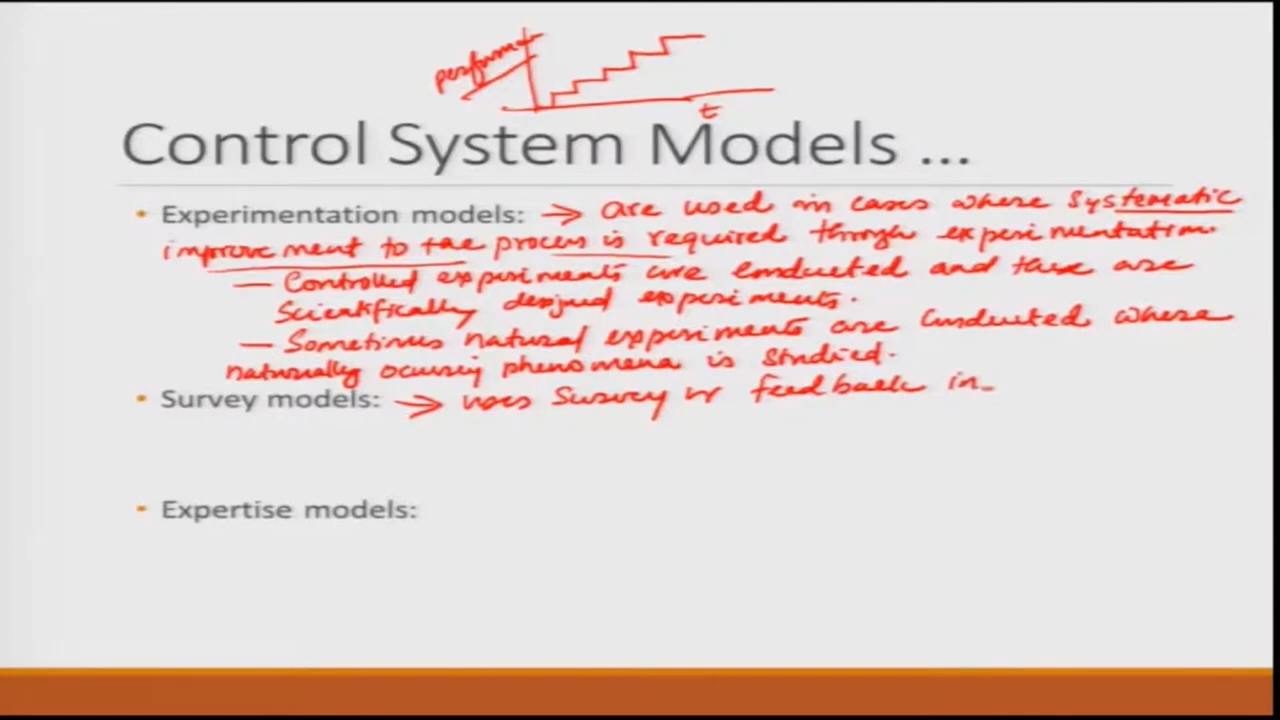 perform
t
Control System Models ...
• Experimentation models: → are used in cases where systematic
improvement to the process is required through experimentation.
— Controlled experiments are conducted and these are
Scientifically designed experiments.
— Sometimes natural experiments are conducted where
naturally occuring phenomena is studied.
• Survey models: → uses Survey or feedback in
• Expertise models: